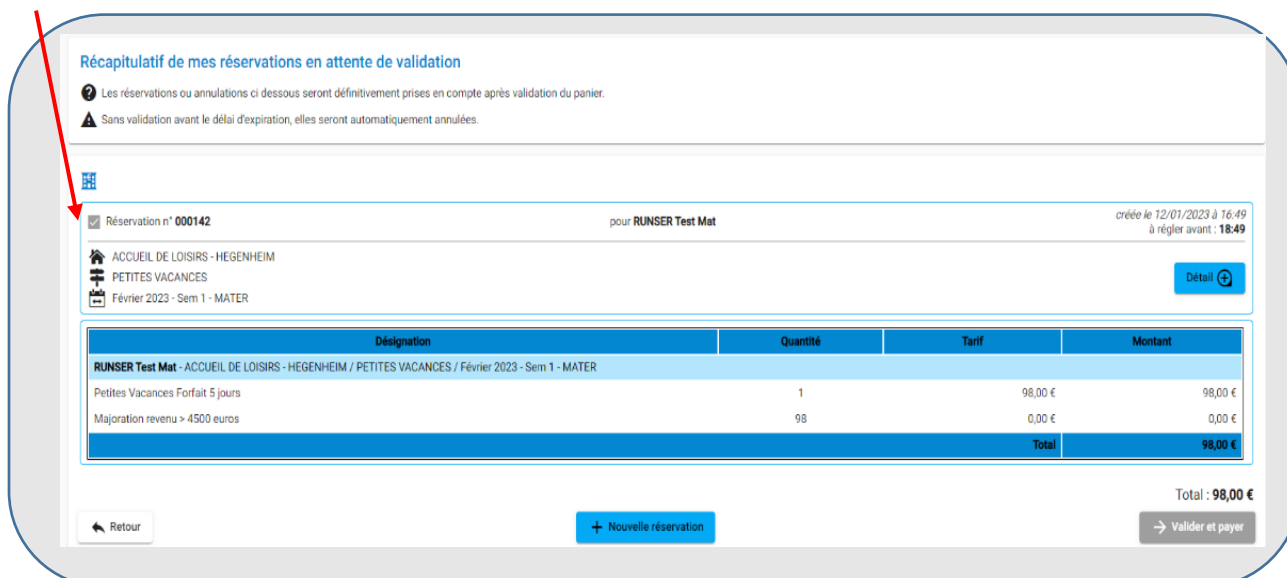 Récapitulatif de mes réservations en attente de validation
Les réservations ou annulations ci dessous seront définitivement prises en compte après validation du panier.
Sans validation avant le délai d'expiration, elles seront automatiquement annulées.
Réservation n° 000142 pour RUNSER Test Mat créée le 12/01/2023 à 16:49
à régler avant : 18:49
ACCUEIL DE LOISIRS - HEGENHEIM
PETITES VACANCES
Détail
Février 2023 - Sem 1 - MATER
Désignation Quantité Tarif Montant
RUNSER Test Mat - ACCUEIL DE LOISIRS - HEGENHEIM / PETITES VACANCES / Février 2023 - Sem 1 - MATER
Petites Vacances Forfait 5 jours 1 98,00 € 98,00 €
Majoration revenu > 4500 euros 98 0,00 € 0,00 €
Total 98,00 €
Total : 98,00 €
Retour + Nouvelle réservation → Valider et payer